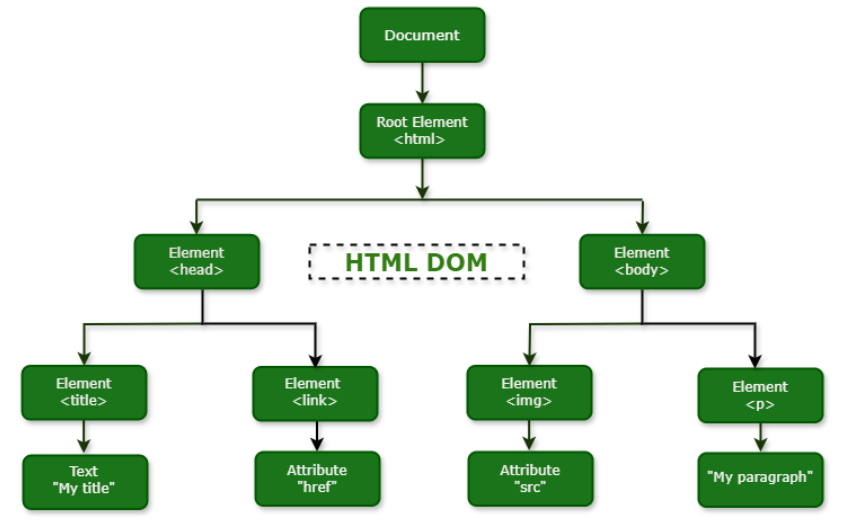 Document
Root Element
<html>
Element
<head>
HTML DOM
Element
<body>
Element
<title>
Element
<link>
Element
<img>
Element
<p>
Text
"My title"
Attribute
"href"
Attribute
"src"
"My paragraph"